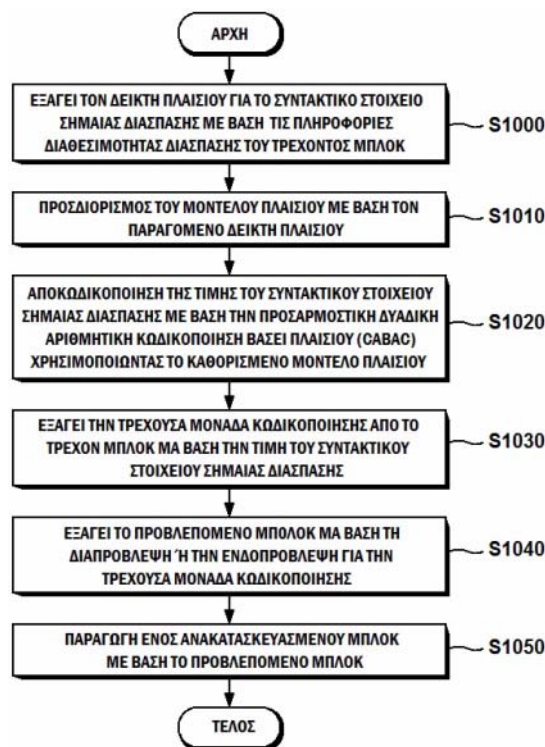 ΑΡΧΗ
ΕΞΑΓΕΙ ΤΟΝ ΔΕΙΚΤΗ ΠΛΑΙΣΙΟΥ ΓΙΑ ΤΟ ΣΥΝΤΑΚΤΙΚΟ ΣΤΟΙΧΕΙΟ
ΣΗΜΑΙΑΣ ΔΙΑΣΠΑΣΗΣ ΜΕ ΒΑΣΗ ΤΙΣ ΠΛΗΡΟΦΟΡΙΕΣ
ΔΙΑΘΕΣΙΜΟΤΗΤΑΣ ΔΙΑΣΠΑΣΗΣ ΤΟΥ ΤΡΕΧΟΝΤΟΣ ΜΠΛΟΚ
S1000
ΠΡΟΣΔΙΟΡΙΣΜΟΣ ΤΟΥ ΜΟΝΤΕΛΟΥ ΠΛΑΙΣΙΟΥ ΜΕ ΒΑΣΗ ΤΟΝ
ΠΑΡΑΓΟΜΕΝΟ ΔΕΙΚΤΗ ΠΛΑΙΣΙΟΥ
S1010
ΑΠΟΚΩΔΙΚΟΠΟΙΗΣΗ ΤΗΣ ΤΙΜΗΣ ΤΟΥ ΣΥΝΤΑΚΤΙΚΟΥ ΣΤΟΙΧΕΙΟΥ
ΣΗΜΑΙΑΣ ΔΙΑΣΠΑΣΗΣ ΜΕ ΒΑΣΗ ΤΗΝ ΠΡΟΣΑΡΜΟΣΤΙΚΗ ΔΥΑΔΙΚΗ
ΑΡΙΘΜΗΤΙΚΗ ΚΩΔΙΚΟΠΟΙΗΣΗ ΒΑΣΕΙ ΠΛΑΙΣΙΟΥ (CABAC)
ΧΡΗΣΙΜΟΠΟΙΩΝΤΑΣ ΤΟ ΚΑΘΟΡΙΣΜΕΝΟ ΜΟΝΤΕΛΟ ΠΛΑΙΣΙΟΥ
S1020
ΕΞΑΓΕΙ ΤΗΝ ΤΡΕΧΟΥΣΑ ΜΟΝΑΔΑ ΚΩΔΙΚΟΠΟΙΗΣΗΣ ΑΠΟ ΤΟ
ΤΡΕΧΟΝ ΜΠΛΟΚ ΜΑ ΒΑΣΗ ΤΗΝ ΤΙΜΗ ΤΟΥ ΣΥΝΤΑΚΤΙΚΟΥ
ΣΤΟΙΧΕΙΟΥ ΣΗΜΑΙΑΣ ΔΙΑΣΠΑΣΗΣ
S1030
ΕΞΑΓΕΙ ΤΟ ΠΡΟΒΛΕΠΟΜΕΝΟ ΜΠΟΛΟΚ ΜΑ ΒΑΣΗ ΤΗ
ΔΙΑΠΡΟΒΛΕΨΗ Ή ΤΗΝ ΕΝΔΟΠΡΟΒΛΕΨΗ ΓΙΑ ΤΗΝ
ΤΡΕΧΟΥΣΑ ΜΟΝΑΔΑ ΚΩΔΙΚΟΠΟΙΗΣΗΣ
S1040
ΠΑΡΑΓΩΓΗ ΕΝΟΣ ΑΝΑΚΑΤΑΣΚΕΥΑΣΜΕΝΟΥ ΜΠΛΟΚ
ΜΕ ΒΑΣΗ ΤΟ ΠΡΟΒΛΕΠΟΜΕΝΟ ΜΠΛΟΚ
S1050
ΤΕΛΟΣ